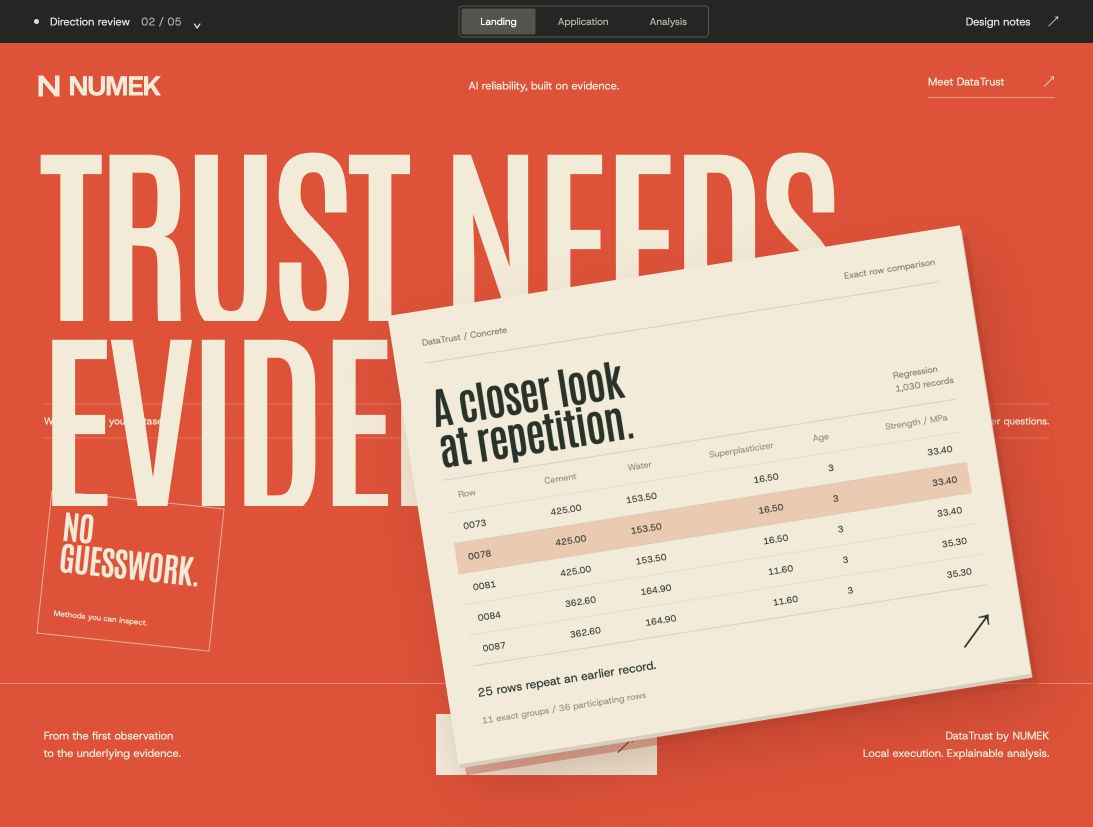 Direction review 02 / 05
Landing
Application
Analysis
Design notes
N NUMEK
AI reliability, built on evidence.
Meet DataTrust
TRUST NEEDS
EVIDE
er questions.
NO
GUESSWORK.
Methods you can inspect.
DataTrust / Concrete
Exact row comparison
A closer look
at repetition.
Regression
1,030 records
Row Cement Water Superplasticizer Age Strength / MPa
0073 425.00 153.50 16.50 3 33.40
0078 425.00 153.50 16.50 3 33.40
0081 425.00 153.50 16.50 3 33.40
0084 362.60 164.90 11.60 3 35.30
0087 362.60 164.90 11.60 3 35.30
25 rows repeat an earlier record.
11 exact groups / 36 participating rows
From the first observation
to the underlying evidence.
DataTrust by NUMEK
Local execution. Explainable analysis.